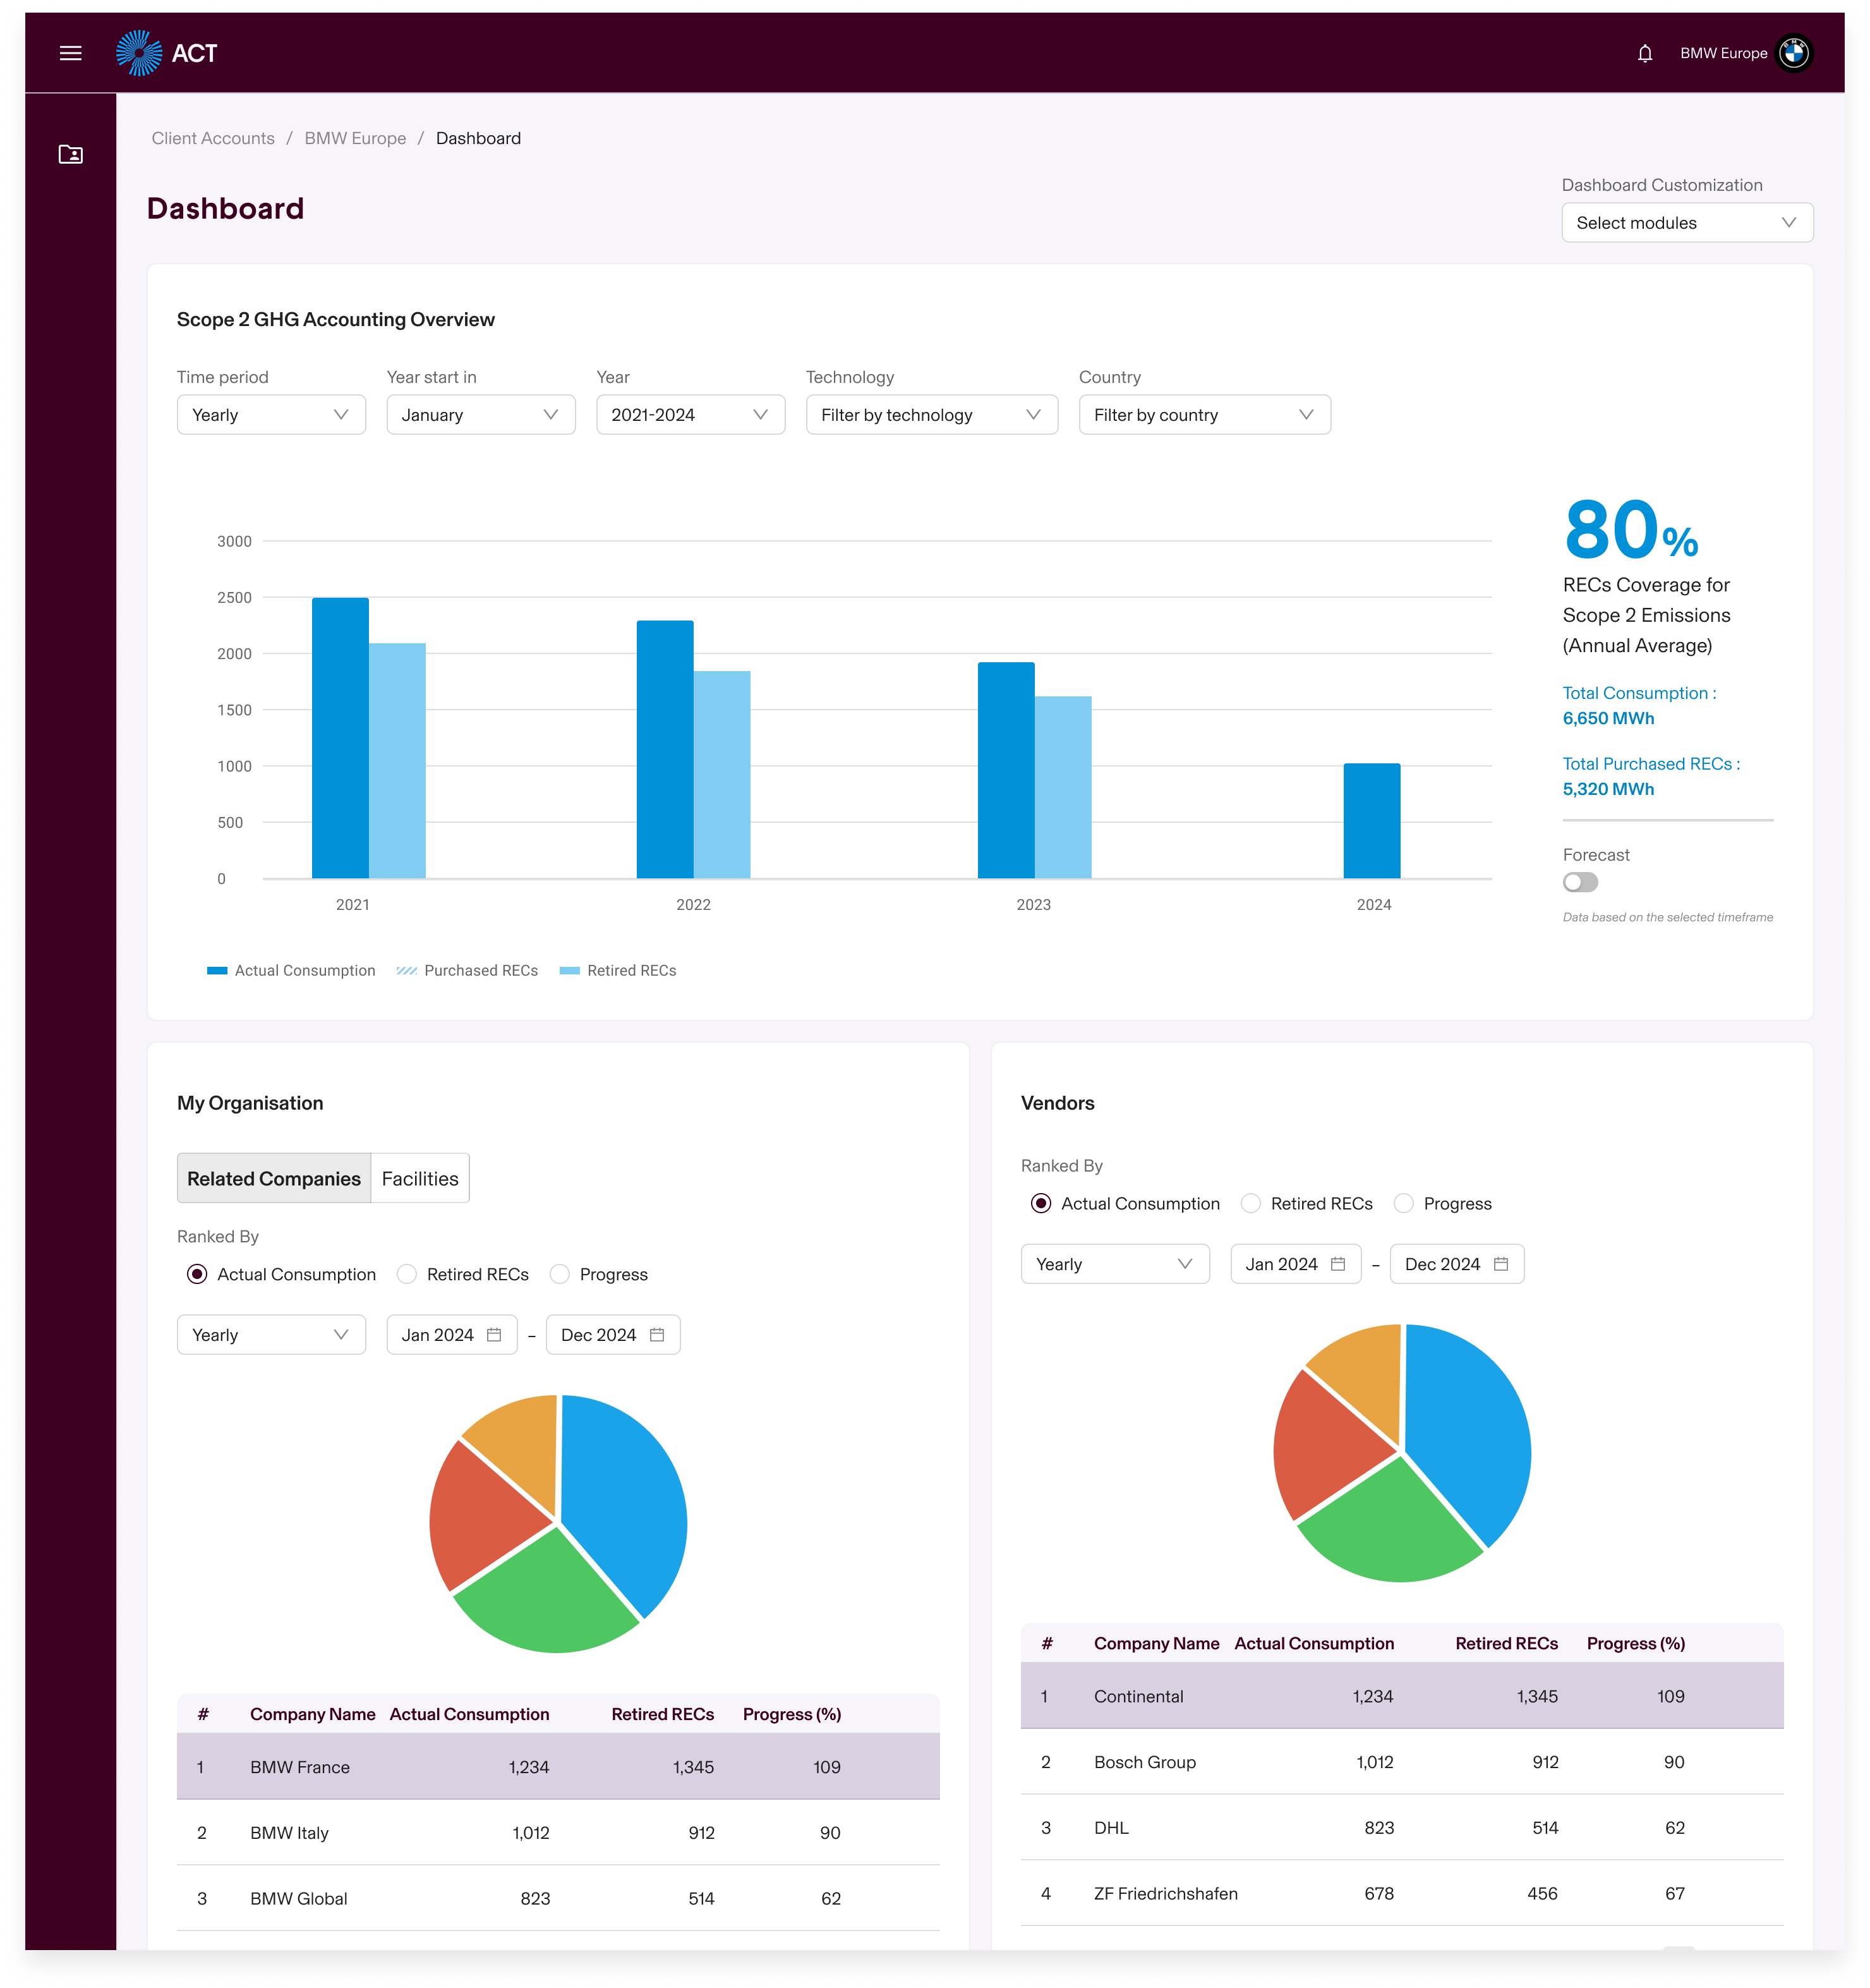 ACT
BMW Europe
Client Accounts / BMW Europe / Dashboard
Dashboard
Dashboard Customization
Select modules
Scope 2 GHG Accounting Overview
Time period Year start in Year Technology Country
Yearly January 2021-2024 Filter by technology Filter by country
3000
2500
2000
1500
1000
500
0
2021 2022 2023 2024
Actual Consumption Purchased RECs Retired RECs
80%
RECs Coverage for
Scope 2 Emissions
(Annual Average)
Total Consumption :
6,650 MWh
Total Purchased RECs :
5,320 MWh
Forecast
Data based on the selected timeframe
My Organisation
Related Companies Facilities
Ranked By
Actual Consumption Retired RECs Progress
Yearly Jan 2024 – Dec 2024
# Company Name Actual Consumption Retired RECs Progress (%)
1 BMW France 1,234 1,345 109
2 BMW Italy 1,012 912 90
3 BMW Global 823 514 62
Vendors
Ranked By
Actual Consumption Retired RECs Progress
Yearly Jan 2024 – Dec 2024
# Company Name Actual Consumption Retired RECs Progress (%)
1 Continental 1,234 1,345 109
2 Bosch Group 1,012 912 90
3 DHL 823 514 62
4 ZF Friedrichshafen 678 456 67